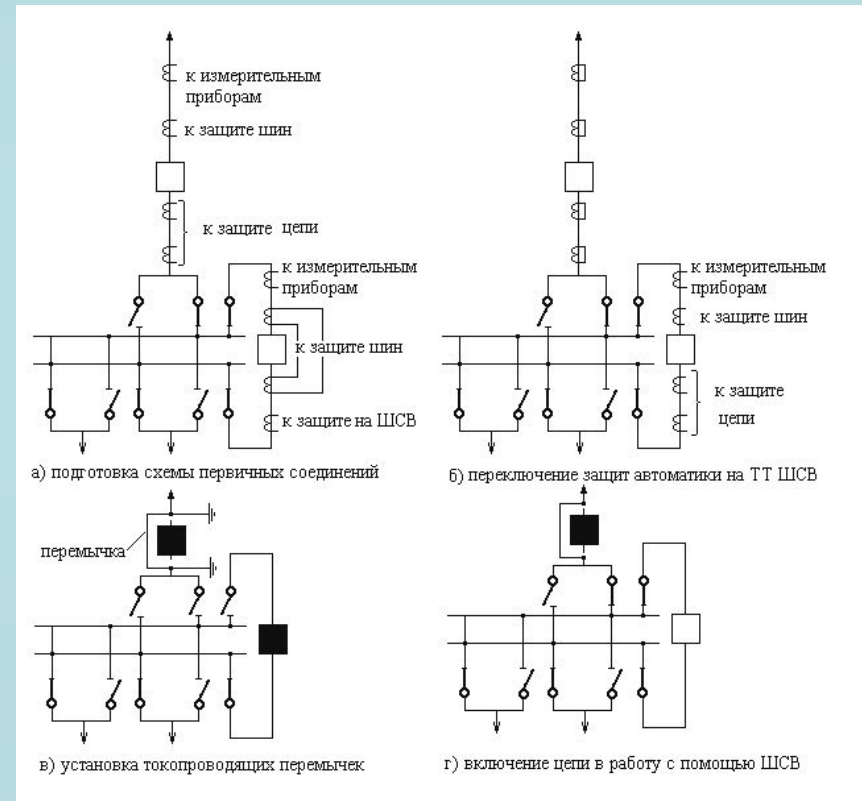 к измерительным
приборам
к защите шин
к защите цепи
к измерительным
приборам
к защите шин
к защите на ШСВ
а) подготовка схемы первичных соединений
к измерительным
приборам
к защите шин
к защите
цепи
б) переключение защит автоматики на ТТ ШСВ
перемычка
в) установка токопроводящих перемычек
г) включение цепи в работу с помощью ШСВ